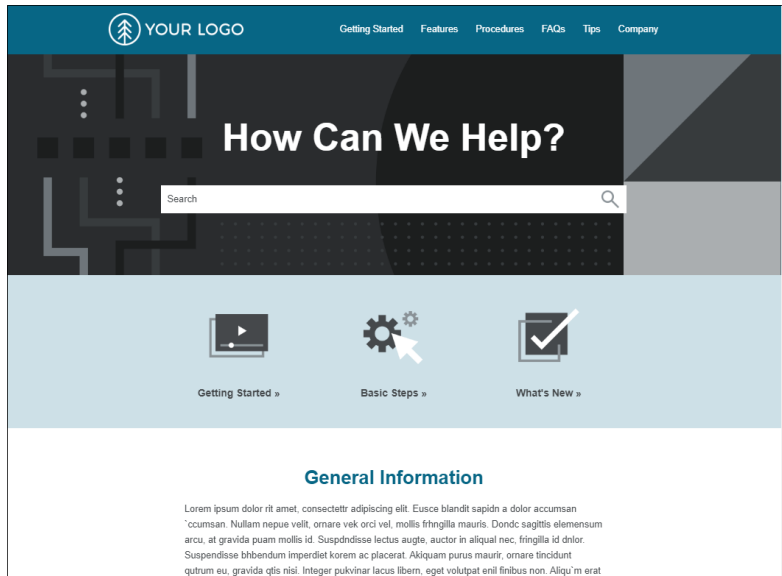 YOUR LOGO
Getting Started Features Procedures FAQs Tips Company
How Can We Help?
Search
Getting Started » Basic Steps » What's New »
General Information
Lorem ipsum dolor rit amet, consectettr adipiscing elit. Eusce blandit sapidn a dolor accumsan
`ccumsan. Nullam nepue velit, ornare vek orci vel, mollis frhngilla mauris. Dondc sagittis elemensum
arcu, at gravida puam mollis id. Suspdndisse lectus augte, auctor in aliqual nec, fringilla id dnlor.
Suspendisse bhbendum imperdiet korem ac placerat. Akiquam purus maurir, ornare tincidunt
qutrum eu, gravida qtis nisi. Integer pukvinar lacus libern, eget volutpat enil finibus non. Aliqu`m erat